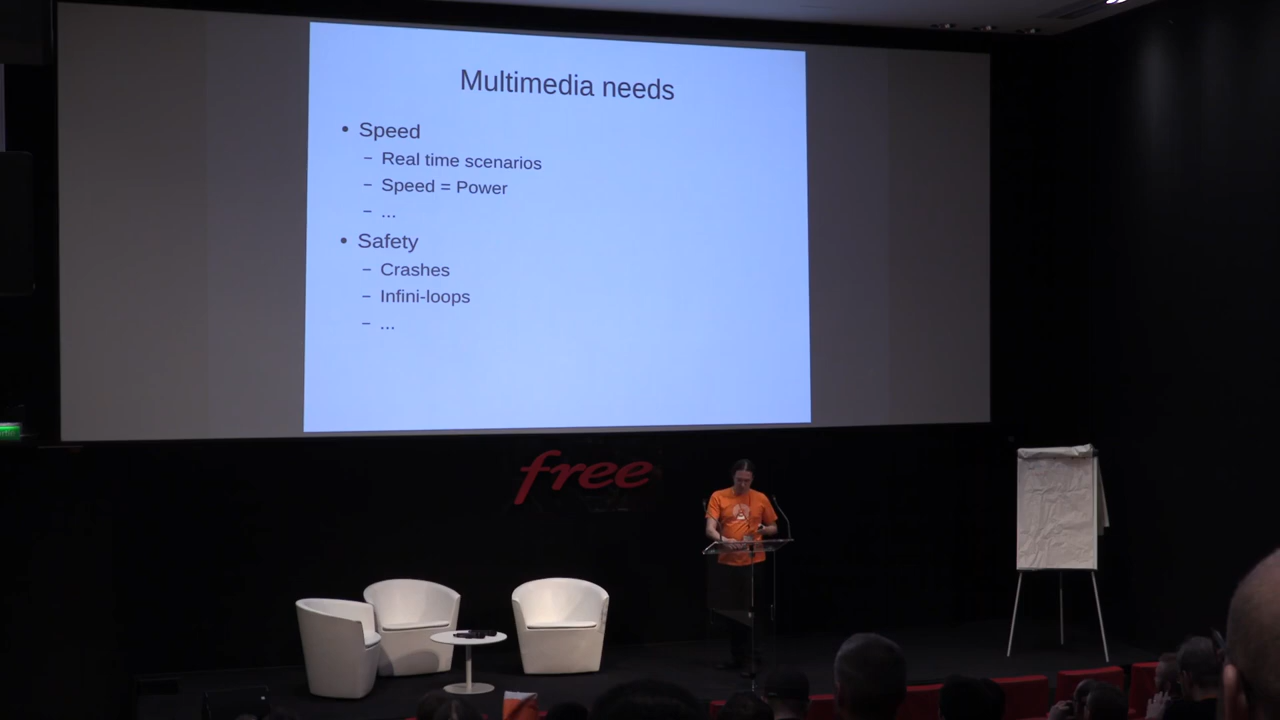 Multimedia needs
• Speed
– Real time scenarios
– Speed = Power
– ...
• Safety
– Crashes
– Infini-loops
– ...
free